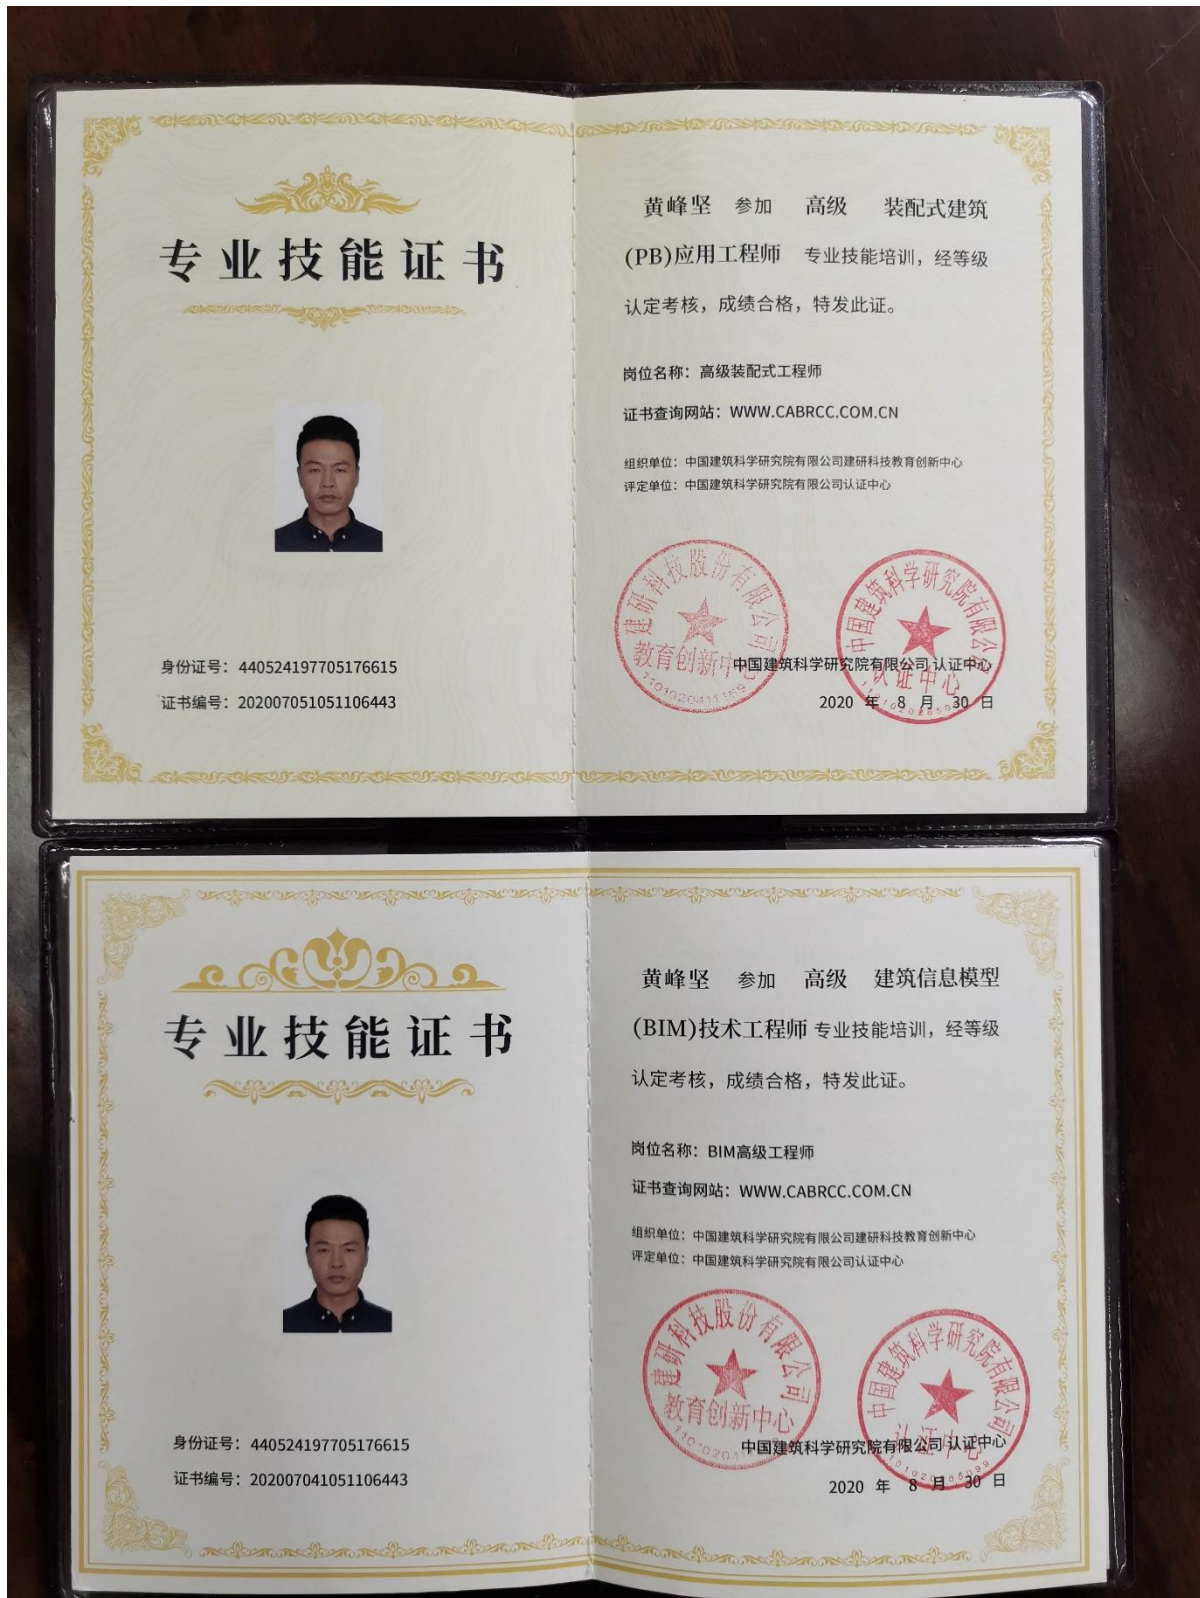 专业技能证书
身份证号：440524197705176615
证书编号：202007051051106443
黄峰坚 参加 高级 装配式建筑
(PB)应用工程师 专业技能培训，经等级
认定考核，成绩合格，特发此证。
岗位名称：高级装配式工程师
证书查询网站：WWW.CABRCC.COM.CN
组织单位：中国建筑科学研究院有限公司建研科技教育创新中心
评定单位：中国建筑科学研究院有限公司认证中心
建研科技股份有限公司
教育创新中心
中国建筑科学研究院有限公司
认证中心
中国建筑科学研究院有限公司 认证中心
2020 年 8 月 30 日
专业技能证书
身份证号：440524197705176615
证书编号：202007041051106443
黄峰坚 参加 高级 建筑信息模型
(BIM)技术工程师 专业技能培训，经等级
认定考核，成绩合格，特发此证。
岗位名称：BIM高级工程师
证书查询网站：WWW.CABRCC.COM.CN
组织单位：中国建筑科学研究院有限公司建研科技教育创新中心
评定单位：中国建筑科学研究院有限公司认证中心
建研科技股份有限公司
教育创新中心
中国建筑科学研究院有限公司
认证中心
中国建筑科学研究院有限公司 认证中心
2020 年 8 月 30 日